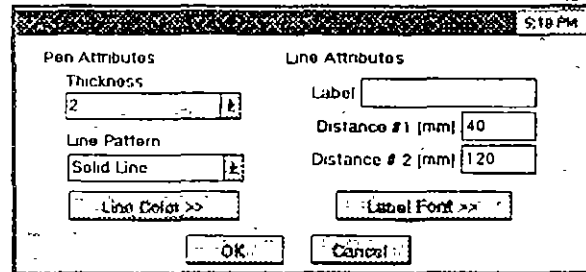 5:18 PM
Pen Attributes
Line Attributes
Thickness
2
Label
Distance #1 [mm] 40
Line Pattern
Distance # 2 [mm] 120
Solid Line
Line Color >>
Label Font >>
OK
Cancel